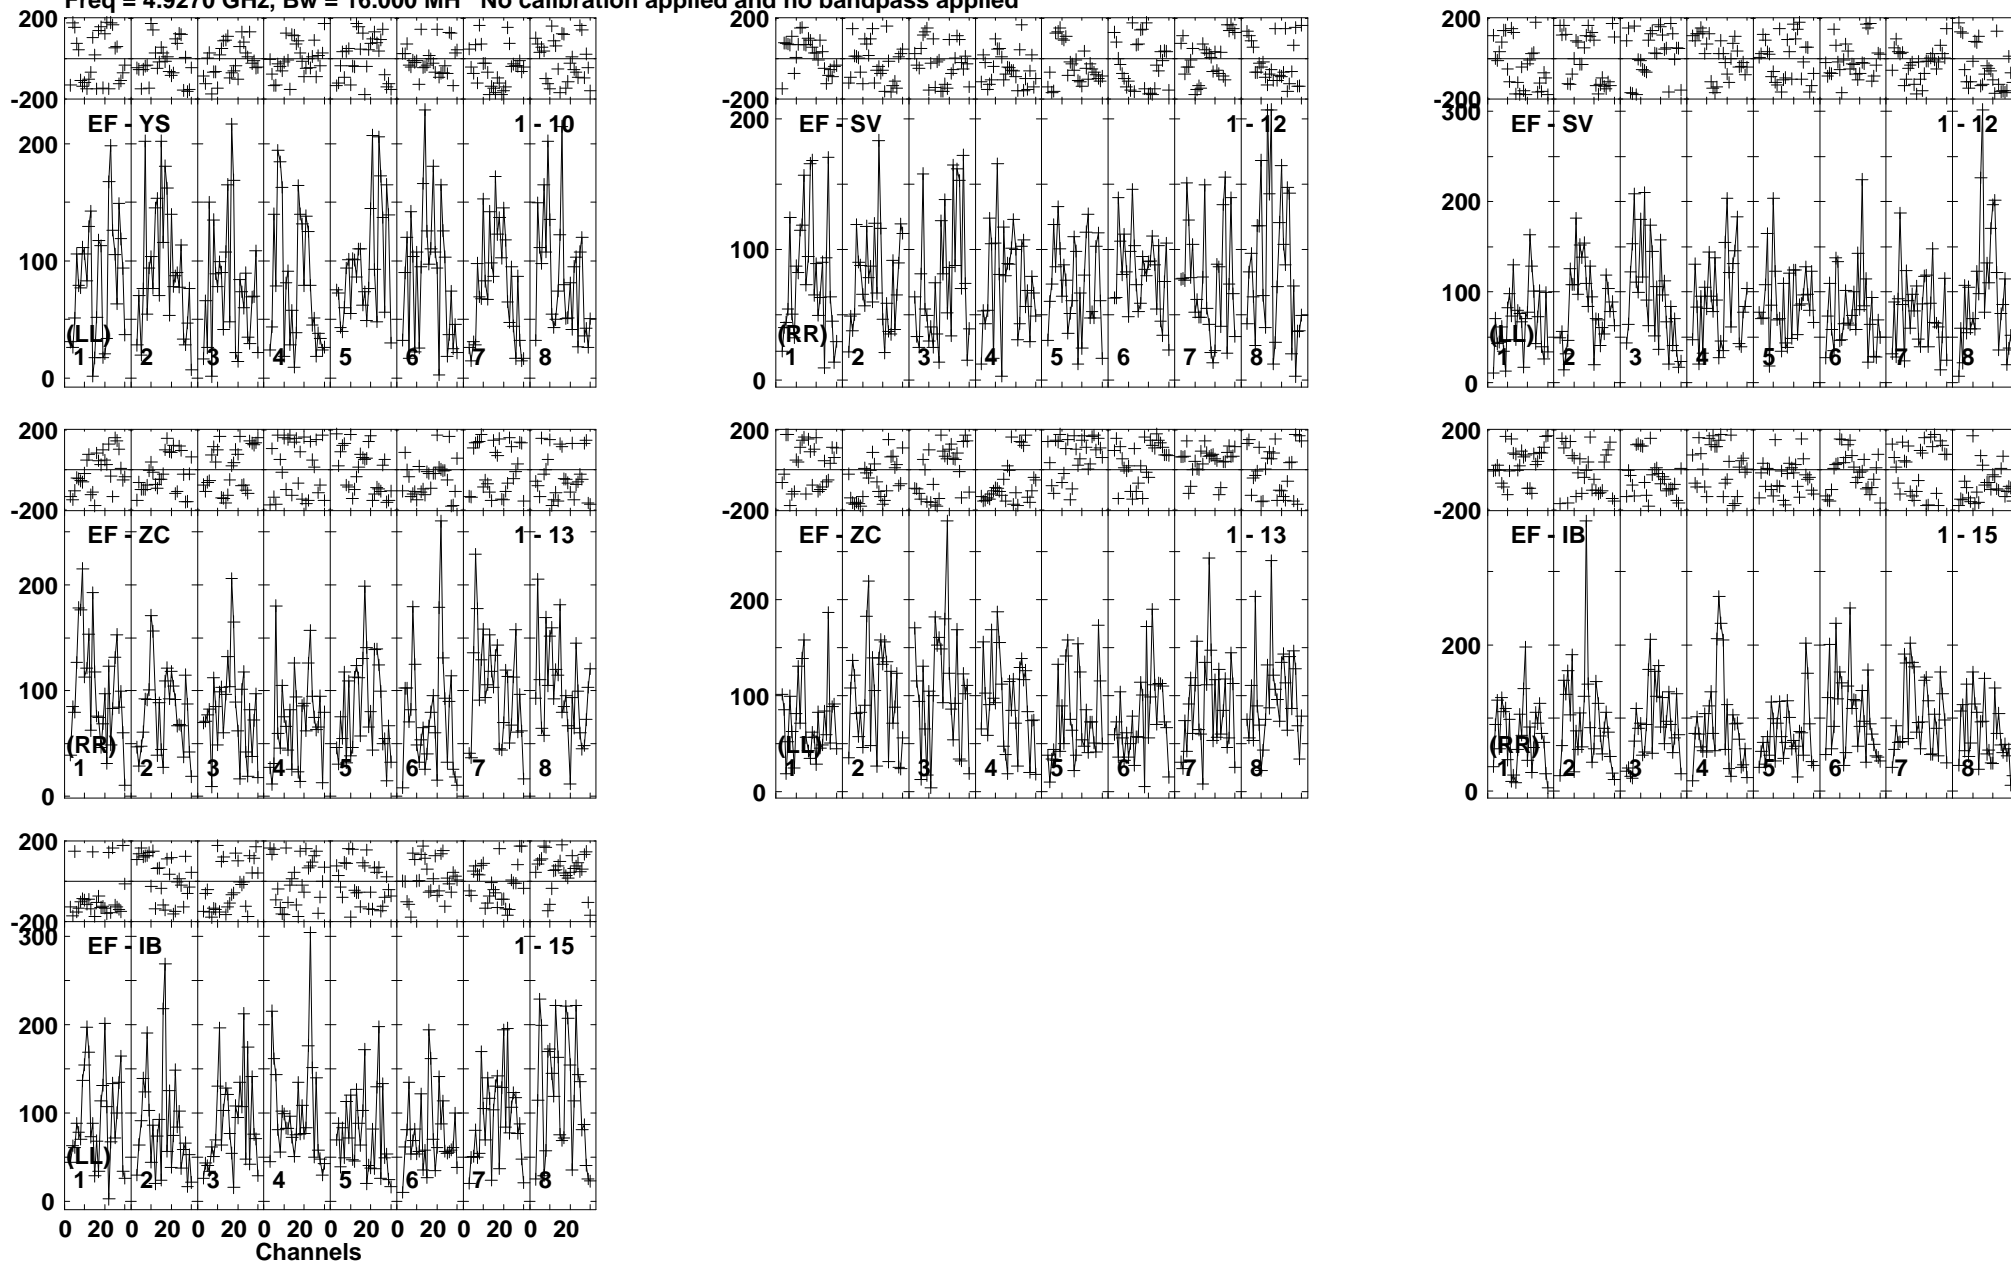 Freq = 4.9270 GHz, Bw = 16.000 MH No calibration applied and no bandpass applied
200 200 200
-200 -200 -200
EF - YS 1 - 10 EF - SV 1 - 12 EF - SV 1 - 12
200 200 300
100 100 200
100
(LL) (RR) (LL)
1 2 3 4 5 6 7 8 1 2 3 4 5 6 7 8 1 2 3 4 5 6 7 8
0 0 0
200 200 200
-200 -200 -200
EF - ZC 1 - 13 EF - ZC 1 - 13 EF - IB 1 - 15
200 200 200
100 100
(RR) (LL) (RR)
1 2 3 4 5 6 7 8 1 2 3 4 5 6 7 8 1 2 3 4 5 6 7 8
0 0 0
200
-200
300
EF - IB 1 - 15
200
100
(LL)
1 2 3 4 5 6 7 8
0
0 20 0 20 0 20 0 20 0 20 0 20 0 20 0 20
Channels